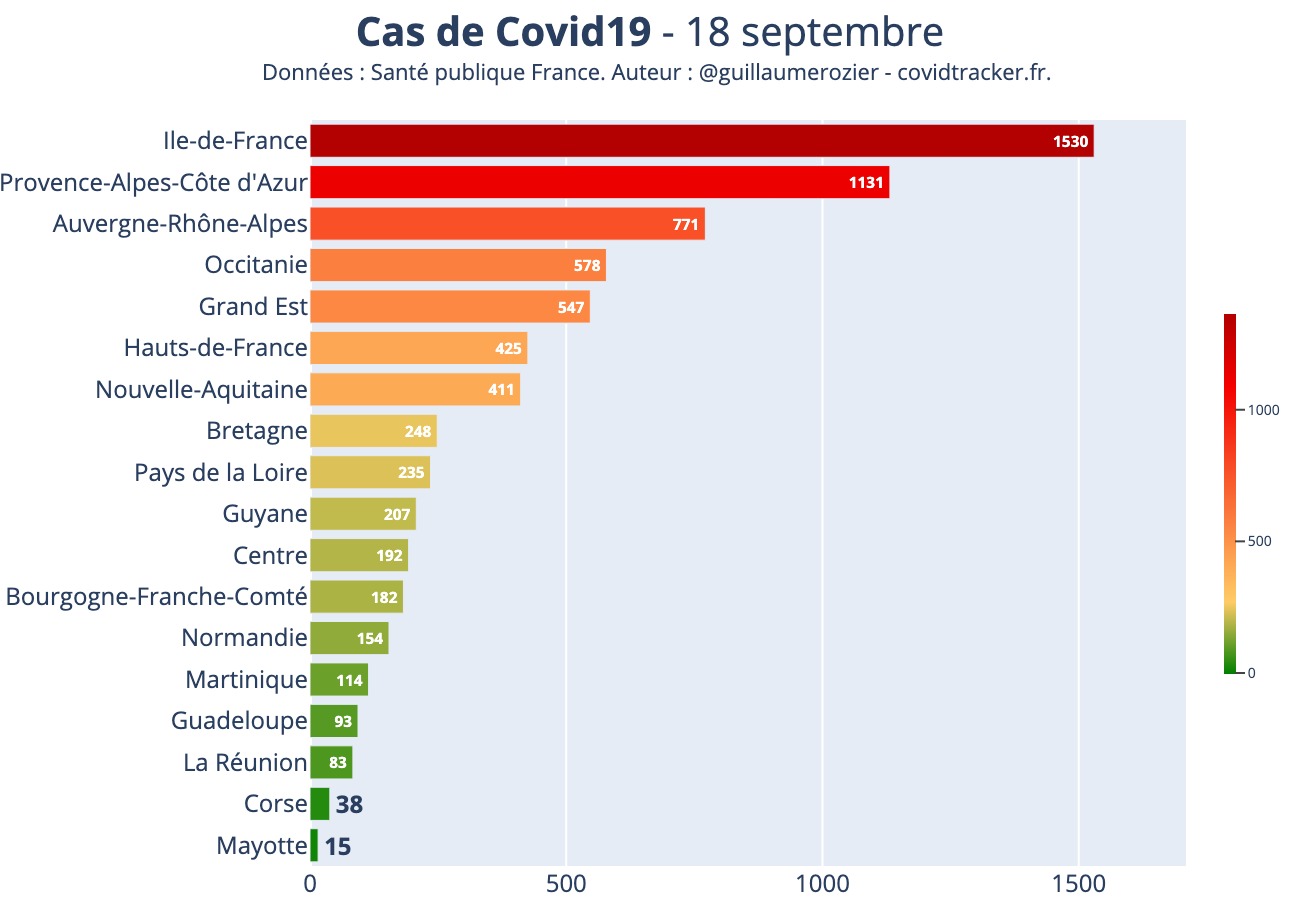 Cas de Covid19 - 18 septembre
Données : Santé publique France. Auteur : @guillaumerozier - covidtracker.fr.
Ile-de-France 1530
Provence-Alpes-Côte d'Azur 1131
Auvergne-Rhône-Alpes 771
Occitanie 578
Grand Est 547
Hauts-de-France 425
Nouvelle-Aquitaine 411
Bretagne 248
Pays de la Loire 235
Guyane 207
Centre 192
Bourgogne-Franche-Comté 182
Normandie 154
Martinique 114
Guadeloupe 93
La Réunion 83
Corse 38
Mayotte 15
0 500 1000 1500
1000
500
0